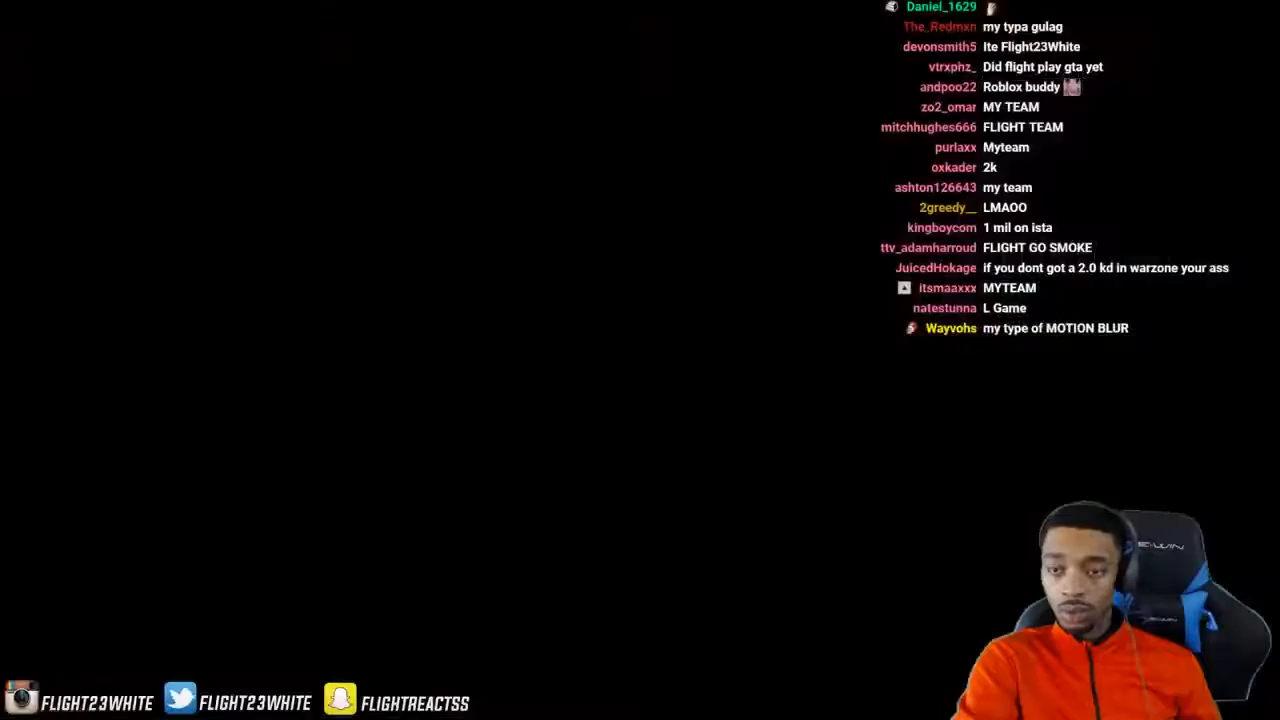 Daniel_1629
The_Redmxn my typa gulag
devonsmith5 Ite Flight23White
vtrxphz_ Did flight play gta yet
andpoo22 Roblox buddy
zo2_omar MY TEAM
mitchhughes666 FLIGHT TEAM
purlaxx Myteam
oxkader 2k
ashton126643 my team
2greedy__ LMAOO
kingboycom 1 mil on ista
ttv_adamharroud FLIGHT GO SMOKE
JuicedHokage if you dont got a 2.0 kd in warzone your ass
itsmaaxxx MYTEAM
natestunna L Game
Wayvohs my type of MOTION BLUR
FLIGHT23WHITE FLIGHT23WHITE FLIGHTREACTSS